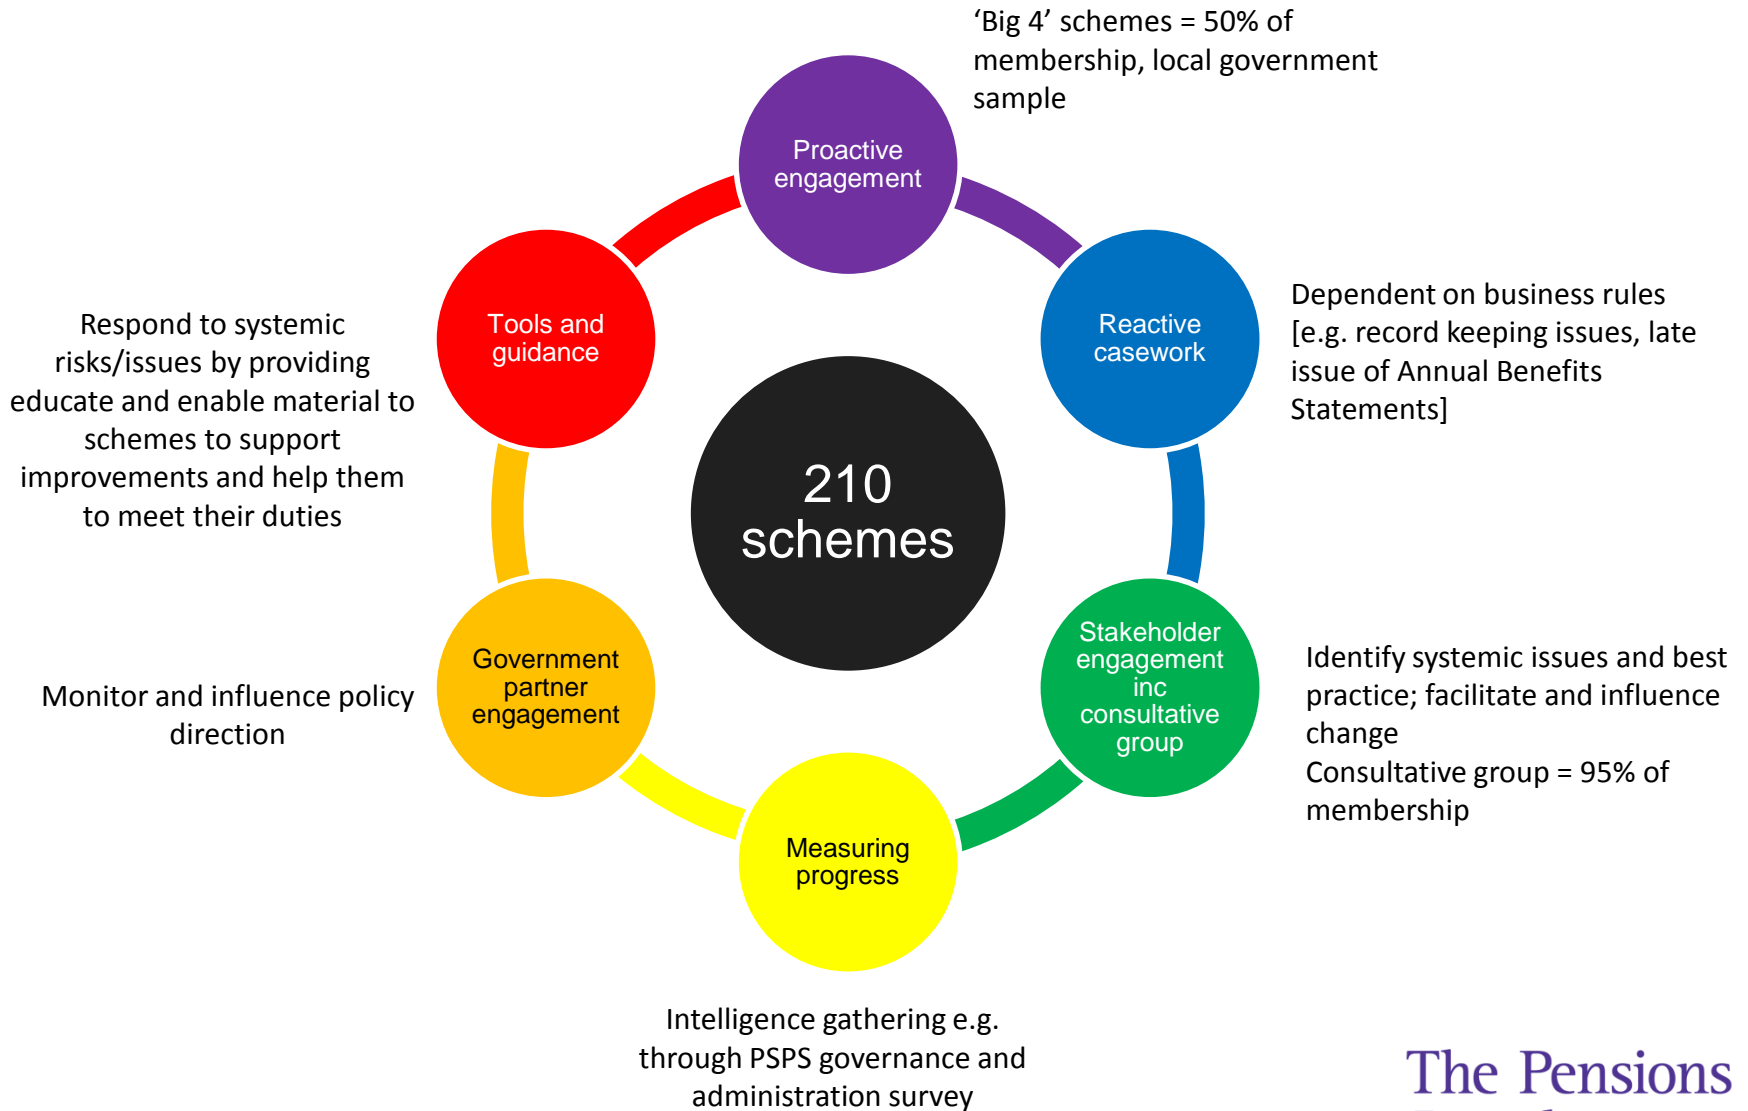 ‘Big 4’ schemes = 50% of
membership, local government
sample
Proactive
engagement
Tools and
guidance
Reactive
casework
Respond to systemic
risks/issues by providing
educate and enable material to
schemes to support
improvements and help them
to meet their duties
Dependent on business rules
[e.g. record keeping issues, late
issue of Annual Benefits
Statements]
210
schemes
Government
partner
engagement
Stakeholder
engagement
inc
consultative
group
Monitor and influence policy
direction
Identify systemic issues and best
practice; facilitate and influence
change
Consultative group = 95% of
membership
Measuring
progress
Intelligence gathering e.g.
through PSPS governance and
administration survey
The Pensions